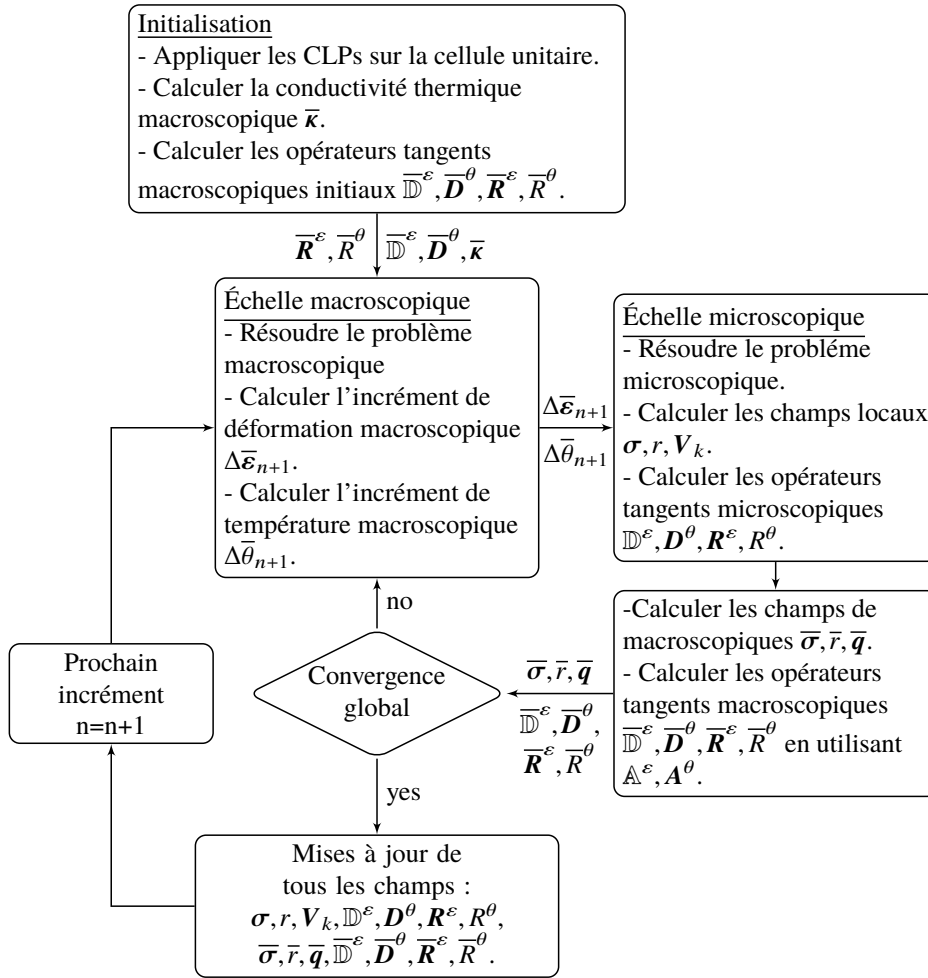 Initialisation
- Appliquer les CLPs sur la cellule unitaire.
- Calculer la conductivité thermique
macroscopique κ̅.
- Calculer les opérateurs tangents
macroscopiques initiaux 𝔻̅^ε, D̅^θ, R̅^ε, R̅^θ.
R̅^ε, R̅^θ
𝔻̅^ε, D̅^θ, κ̅
Échelle macroscopique
- Résoudre le problème
macroscopique
- Calculer l'incrément de
déformation macroscopique
Δε̅ₙ₊₁.
- Calculer l'incrément de
température macroscopique
Δθ̅ₙ₊₁.
Δε̅ₙ₊₁
Δθ̅ₙ₊₁
Échelle microscopique
- Résoudre le probléme
microscopique.
- Calculer les champs locaux
σ, r, Vₖ.
- Calculer les opérateurs
tangents microscopiques
𝔻^ε, D^θ, R^ε, R^θ.
-Calculer les champs de
macroscopiques σ̅, r̅, q̅.
- Calculer les opérateurs
tangents macroscopiques
𝔻̅^ε, D̅^θ, R̅^ε, R̅^θ en utilisant
𝔸^ε, A^θ.
σ̅, r̅, q̅
𝔻̅^ε, D̅^θ,
R̅^ε, R̅^θ
Convergence
global
no
yes
Mises à jour de
tous les champs :
σ, r, Vₖ, 𝔻^ε, D^θ, R^ε, R^θ,
σ̅, r̅, q̅, 𝔻̅^ε, D̅^θ, R̅^ε, R̅^θ.
Prochain
incrément
n=n+1